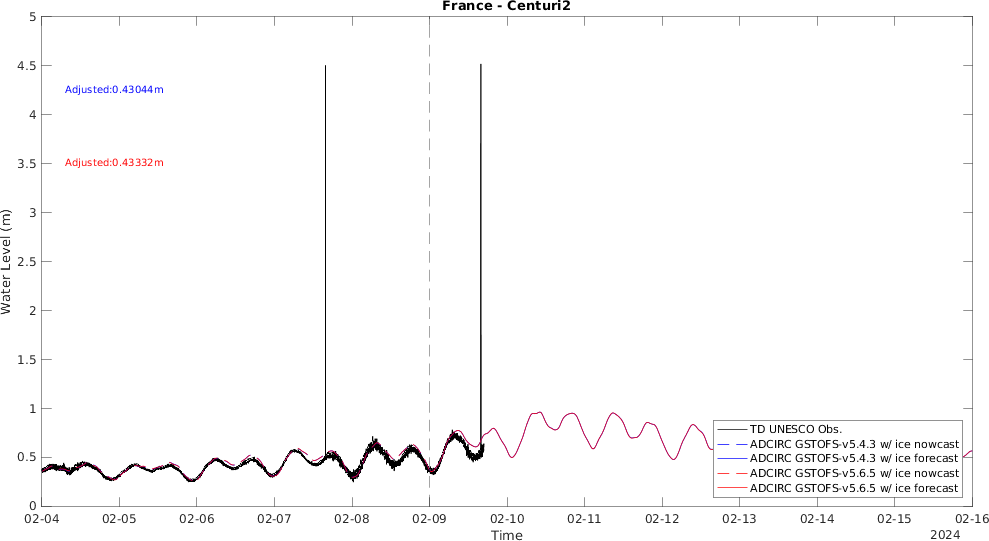 France - Centuri2
5
4.5
4
3.5
3
2.5
2
1.5
1
0.5
0
Water Level (m)
Adjusted:0.43044m
Adjusted:0.43332m
TD UNESCO Obs.
ADCIRC GSTOFS-v5.4.3 w/ ice nowcast
ADCIRC GSTOFS-v5.4.3 w/ ice forecast
ADCIRC GSTOFS-v5.6.5 w/ ice nowcast
ADCIRC GSTOFS-v5.6.5 w/ ice forecast
02-04 02-05 02-06 02-07 02-08 02-09 02-10 02-11 02-12 02-13 02-14 02-15 02-16
Time
2024